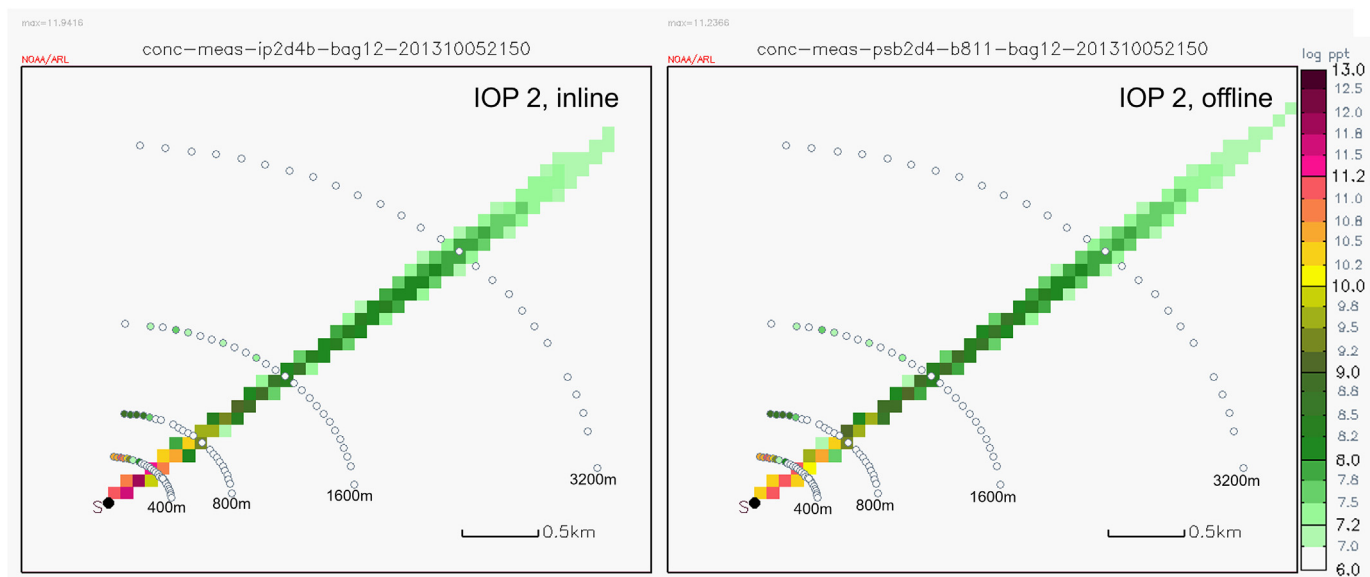 max=11.9416
max=11.2366
conc-meas-ip2d4b-bag12-201310052150
conc-meas-psb2d4-b811-bag12-201310052150
NOAA/ARL
NOAA/ARL
log ppt
IOP 2, inline
IOP 2, offline
13.0
12.5
12.0
11.8
11.5
11.2
11.0
10.8
10.5
10.2
10.0
9.8
9.5
9.2
9.0
8.8
8.5
8.2
8.0
7.8
7.5
7.2
7.0
6.0
S
400m
800m
1600m
3200m
0.5km
S
400m
800m
1600m
3200m
0.5km